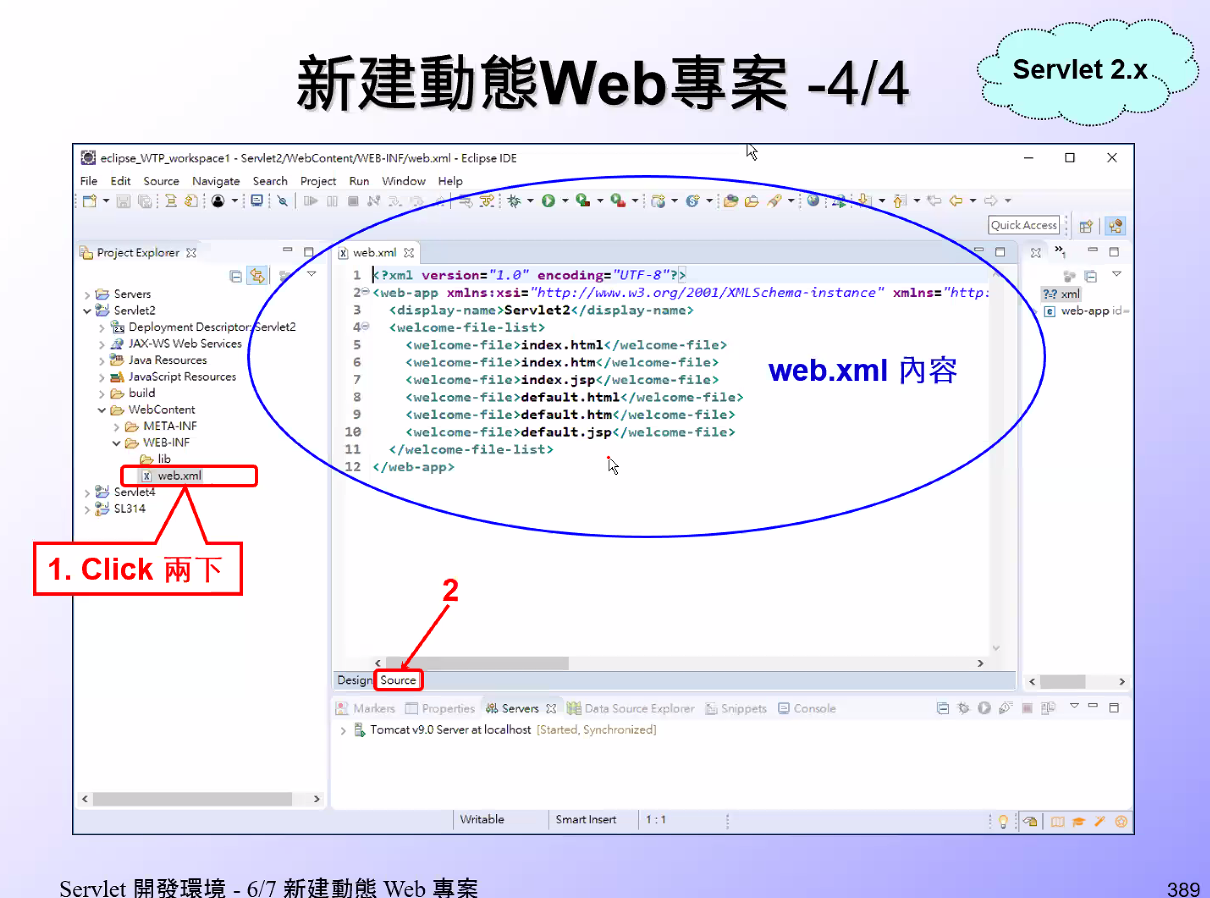 新建動態Web專案 -4/4
Servlet 2.x
eclipse_WTP_workspace1 - Servlet2/WebContent/WEB-INF/web.xml - Eclipse IDE
File Edit Source Navigate Search Project Run Window Help
Quick Access
Project Explorer
Servers
Servlet2
Deployment Descriptor: Servlet2
JAX-WS Web Services
Java Resources
JavaScript Resources
build
WebContent
META-INF
WEB-INF
lib
web.xml
Servlet4
SL314
1. Click 兩下
web.xml
1 <?xml version="1.0" encoding="UTF-8"?>
2 <web-app xmlns:xsi="http://www.w3.org/2001/XMLSchema-instance" xmlns="http:
3 <display-name>Servlet2</display-name>
4 <welcome-file-list>
5 <welcome-file>index.html</welcome-file>
6 <welcome-file>index.htm</welcome-file>
7 <welcome-file>index.jsp</welcome-file>
8 <welcome-file>default.html</welcome-file>
9 <welcome-file>default.htm</welcome-file>
10 <welcome-file>default.jsp</welcome-file>
11 </welcome-file-list>
12 </web-app>
web.xml 內容
2
Design Source
1
?-? xml
e web-app id=
Markers Properties Servers Data Source Explorer Snippets Console
Tomcat v9.0 Server at localhost [Started, Synchronized]
Writable Smart Insert 1 : 1
Servlet 開發環境 - 6/7 新建動態 Web 專案
389